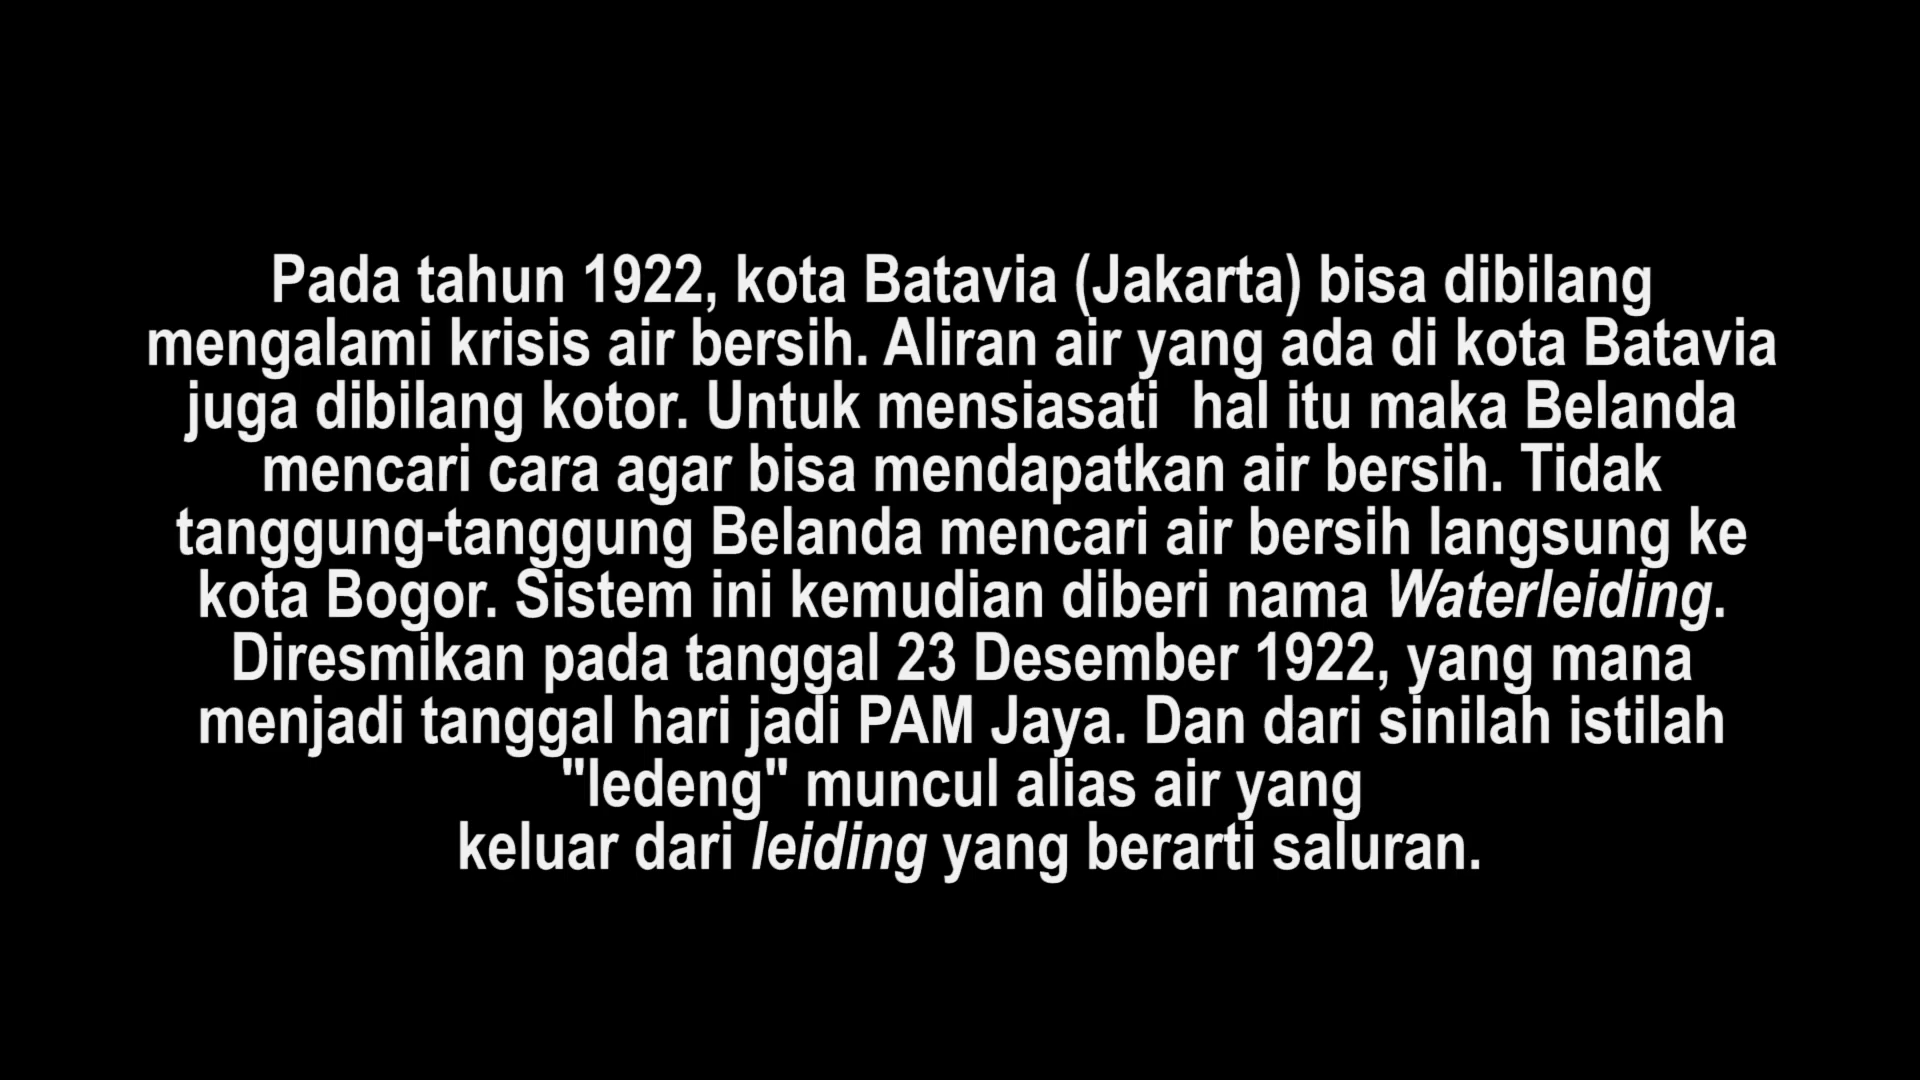 Pada tahun 1922, kota Batavia (Jakarta) bisa dibilang
mengalami krisis air bersih. Aliran air yang ada di kota Batavia
juga dibilang kotor. Untuk mensiasati  hal itu maka Belanda
mencari cara agar bisa mendapatkan air bersih. Tidak
tanggung-tanggung Belanda mencari air bersih langsung ke
kota Bogor. Sistem ini kemudian diberi nama Waterleiding.
Diresmikan pada tanggal 23 Desember 1922, yang mana
menjadi tanggal hari jadi PAM Jaya. Dan dari sinilah istilah
"ledeng" muncul alias air yang
keluar dari leiding yang berarti saluran.